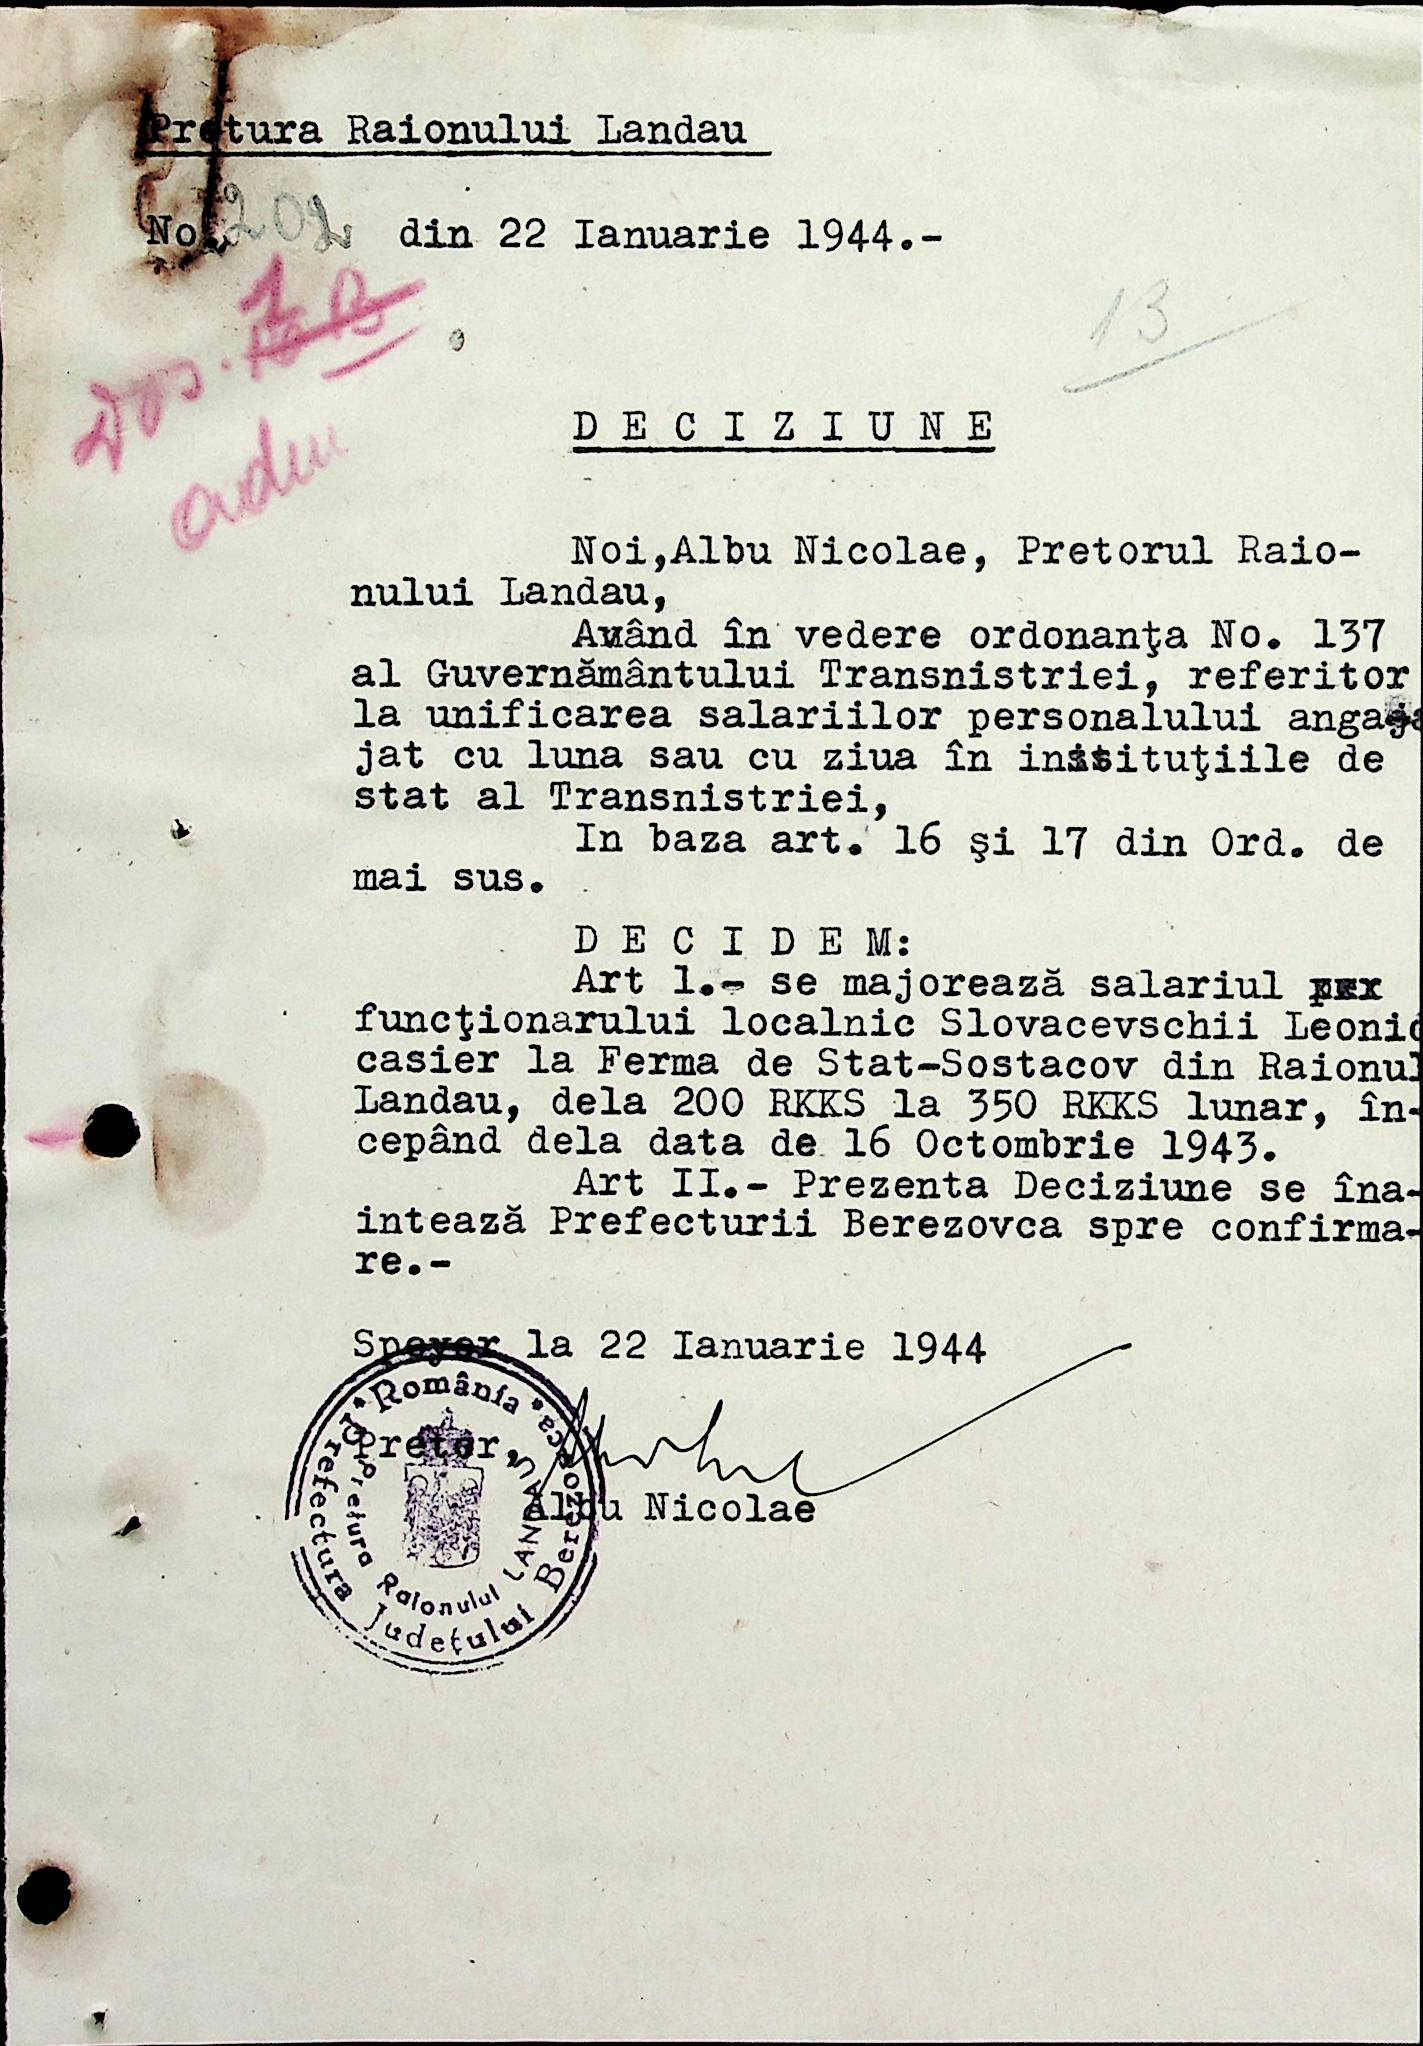 Pretura Raionului Landau
No. 202 din 22 Ianuarie 1944.-
Dos.
13
ordin
D E C I Z I U N E
Noi,Albu Nicolae, Pretorul Raio-
nului Landau,
Având în vedere ordonanţa No. 137
al Guvernământului Transnistriei, referitor
la unificarea salariilor personalului anga
jat cu luna sau cu ziua în instituţiile de
stat al Transnistriei,
In baza art. 16 şi 17 din Ord. de
mai sus.
D E C I D E M:
Art 1.- se majorează salariul
funcţionarului localnic Slovacevschii Leonid
casier la Ferma de Stat-Sostacov din Raionul
Landau, dela 200 RKKS la 350 RKKS lunar, în-
cepând dela data de 16 Octombrie 1943.
Art II.- Prezenta Deciziune se îna-
intează Prefecturii Berezovca spre confirma-
re.-
Speyer la 22 Ianuarie 1944
Pretor,
Albu Nicolae
* România *
Prefectura Judeţului Berezovca
Pretura Raionului LANDAU